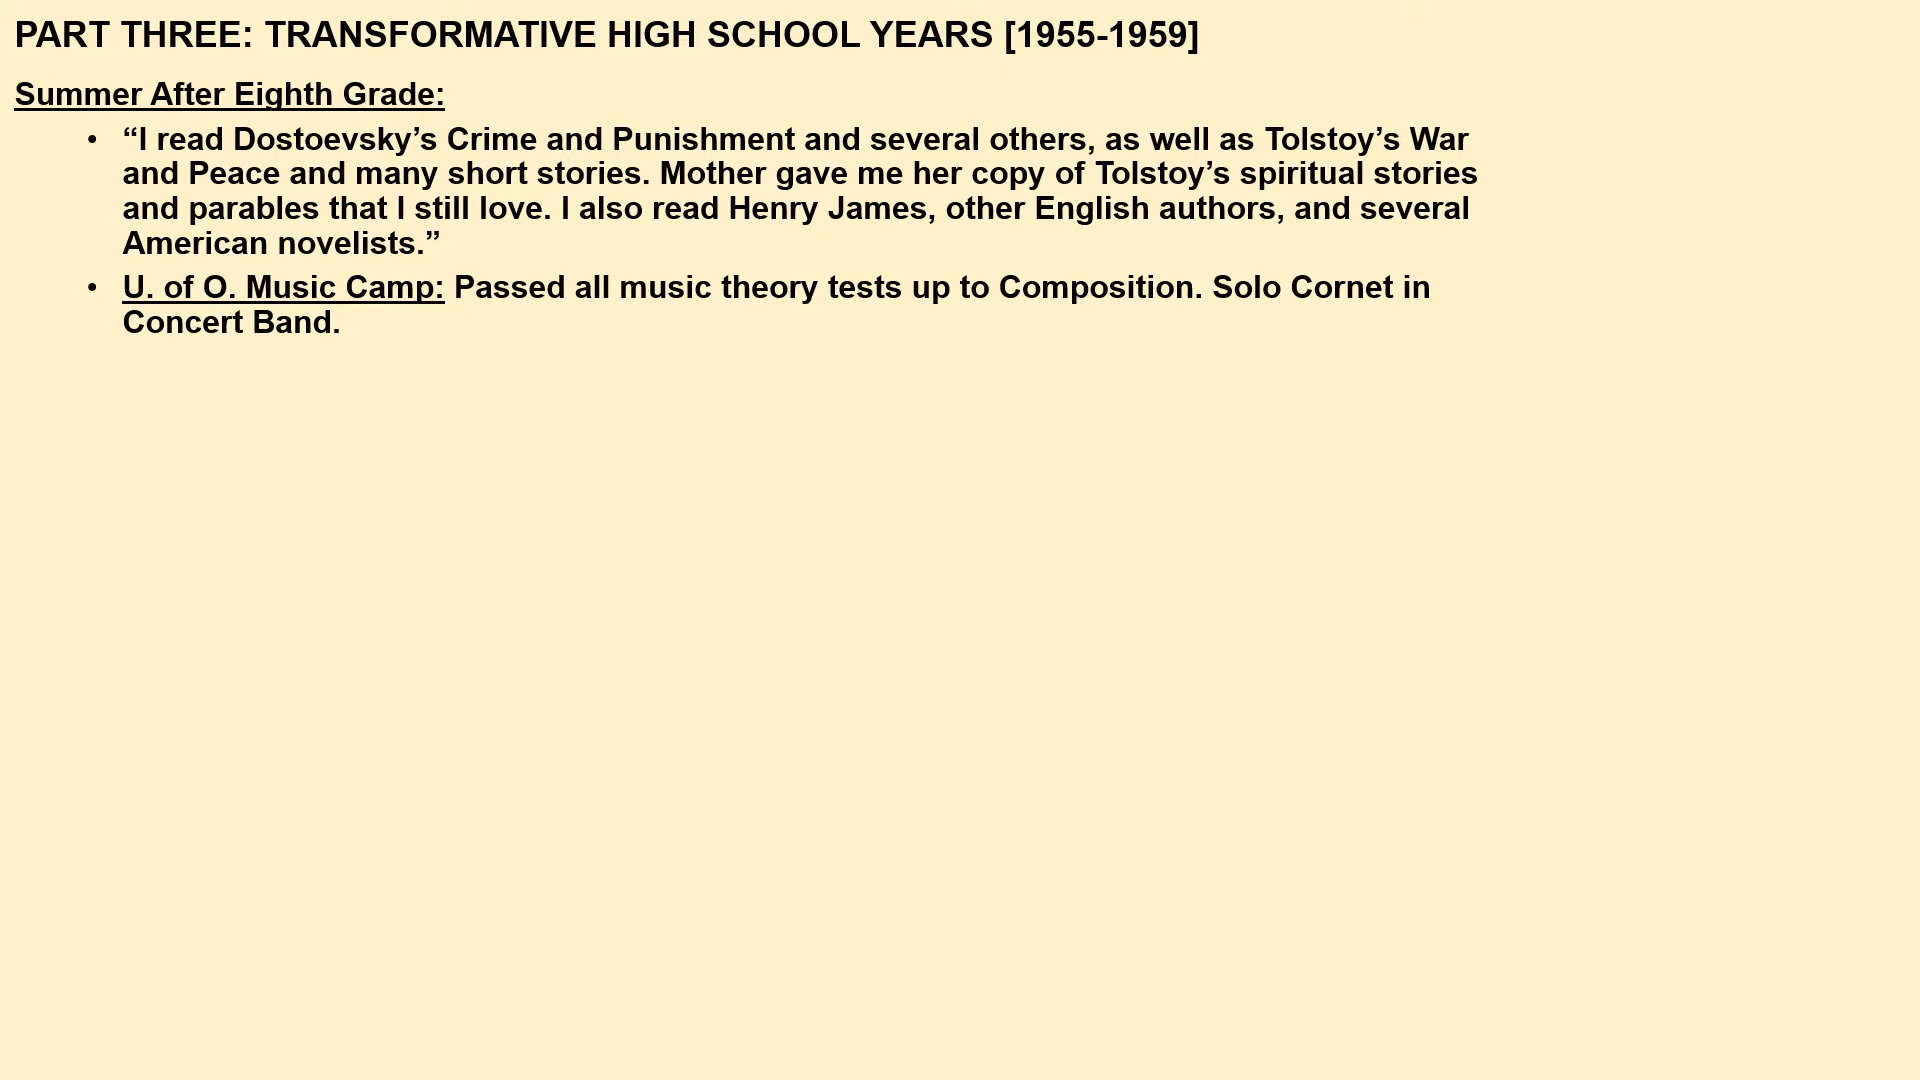 PART THREE: TRANSFORMATIVE HIGH SCHOOL YEARS [1955-1959]
Summer After Eighth Grade:
• “I read Dostoevsky’s Crime and Punishment and several others, as well as Tolstoy’s War
and Peace and many short stories. Mother gave me her copy of Tolstoy’s spiritual stories
and parables that I still love. I also read Henry James, other English authors, and several
American novelists.”
• U. of O. Music Camp: Passed all music theory tests up to Composition. Solo Cornet in
Concert Band.